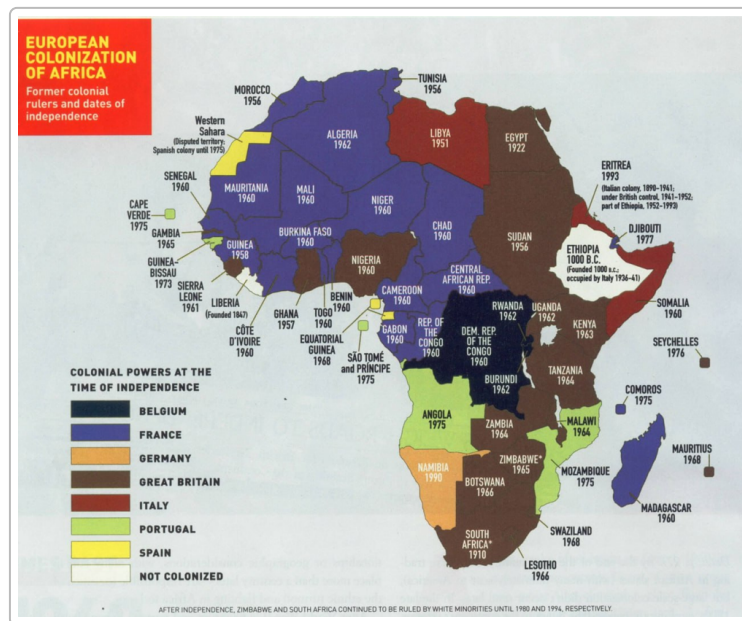 EUROPEAN
COLONIZATION
OF AFRICA
Former colonial
rulers and dates of
independence
TUNISIA
1956
MOROCCO
1956
Western
Sahara
(Disputed territory;
Spanish colony until 1975)
ALGERIA
1962
LIBYA
1951
EGYPT
1922
ERITREA
1993
(Italian colony, 1890–1941;
under British control, 1941–1952;
part of Ethiopia, 1952–1993)
SENEGAL
1960
MAURITANIA
1960
MALI
1960
NIGER
1960
CHAD
1960
SUDAN
1956
DJIBOUTI
1977
CAPE
VERDE
1975
GAMBIA
1965
GUINEA
1958
BURKINA FASO
1960
NIGERIA
1960
ETHIOPIA
1000 B.C.
(Founded 1000 B.C.;
occupied by Italy 1936–41)
GUINEA-
BISSAU
1973
SIERRA
LEONE
1961
LIBERIA
(Founded 1847)
CÔTE
D'IVOIRE
1960
GHANA
1957
TOGO
1960
BENIN
1960
CAMEROON
1960
CENTRAL
AFRICAN REP.
1960
EQUATORIAL
GUINEA
1968
SÃO TOMÉ
and PRÍNCIPE
1975
GABON
1960
REP. OF
THE
CONGO
1960
DEM. REP.
OF THE
CONGO
1960
RWANDA
1962
UGANDA
1962
KENYA
1963
SOMALIA
1960
SEYCHELLES
1976
BURUNDI
1962
TANZANIA
1964
COMOROS
1975
ANGOLA
1975
ZAMBIA
1964
MALAWI
1964
MAURITIUS
1968
ZIMBABWE*
1965
MOZAMBIQUE
1975
NAMIBIA
1990
BOTSWANA
1966
MADAGASCAR
1960
SWAZILAND
1968
SOUTH
AFRICA*
1910
LESOTHO
1966
COLONIAL POWERS AT THE
TIME OF INDEPENDENCE
BELGIUM
FRANCE
GERMANY
GREAT BRITAIN
ITALY
PORTUGAL
SPAIN
NOT COLONIZED
* AFTER INDEPENDENCE, ZIMBABWE AND SOUTH AFRICA CONTINUED TO BE RULED BY WHITE MINORITIES UNTIL 1980 AND 1994, RESPECTIVELY.